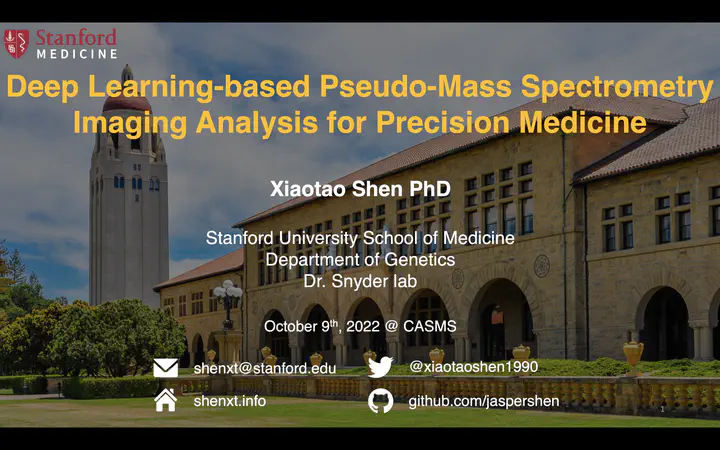 Stanford
MEDICINE
Deep Learning-based Pseudo-Mass Spectrometry
Imaging Analysis for Precision Medicine
Xiaotao Shen PhD
Stanford University School of Medicine
Department of Genetics
Dr. Snyder lab
October 9th, 2022 @ CASMS
shenxt@stanford.edu
@xiaotaoshen1990
shenxt.info
github.com/jaspershen
1